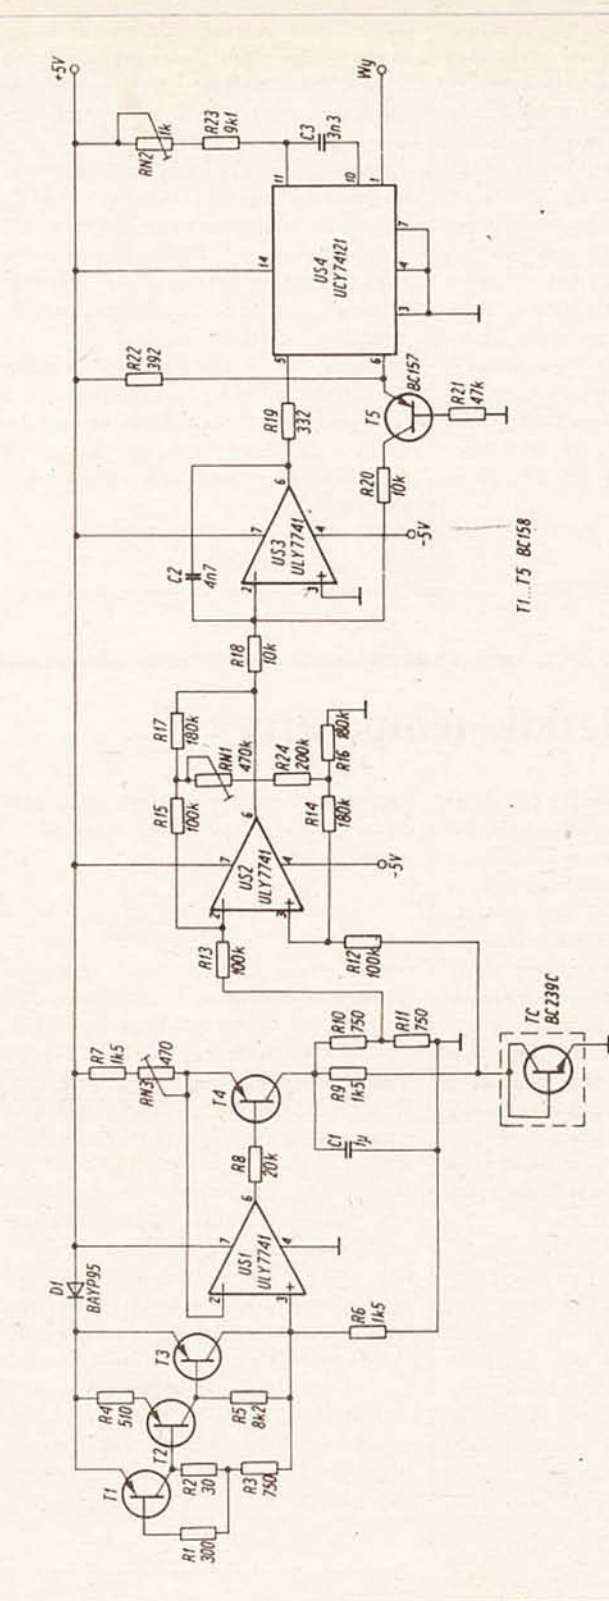 T1
R1
300
R2
30
R3
750
T2
R4
510
R5
8k2
T3
D1
BAYP95
R6
1k5
US1
ULY7741
2
3
7
4
6
R8
20k
T4
R7
1k5
RN3
470
C1
1µ
R9
1k5
R10
750
R11
750
TC
BC239C
R13
100k
R12
100k
US2
ULY7741
2
3
7
4
6
-5V
R15
100k
R17
180k
RN1
470k
R24
200k
R14
180k
R16
180k
R18
10k
C2
4n7
US3
ULY7741
2
3
7
4
6
-5V
R19
332
R20
10k
T5
BC157
R21
47k
R22
392
US4
UCY74121
5
6
14
3
4
7
11
10
1
RN2
1k
R23
9k1
C3
3n3
+5V
Wy
T1...T5 BC158